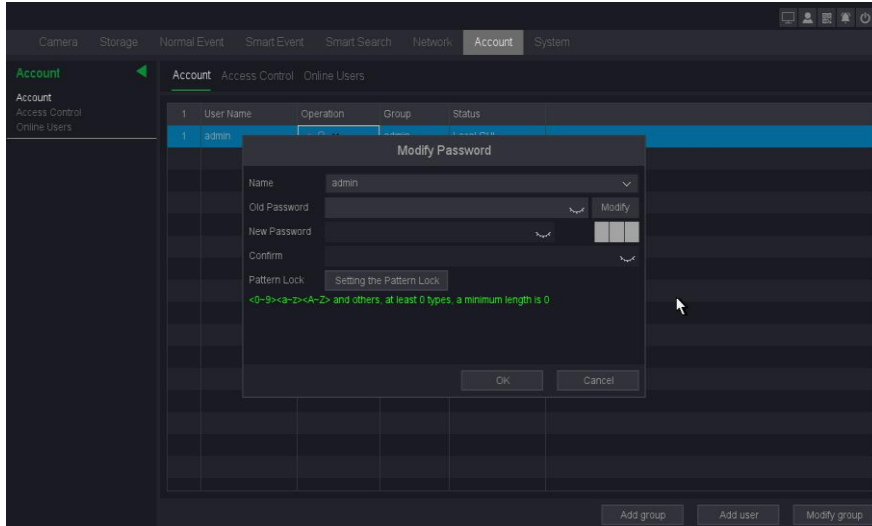 Camera Storage Normal Event Smart Event Smart Search Network Account System
Account
Account Access Control Online Users
Account
Access Control
Online Users
1 User Name Operation Group Status
1 admin admin Local GUI
Modify Password
Name admin
Old Password Modify
New Password
Confirm
Pattern Lock Setting the Pattern Lock
<0~9><a~z><A~Z> and others, at least 0 types, a minimum length is 0
OK Cancel
Add group Add user Modify group